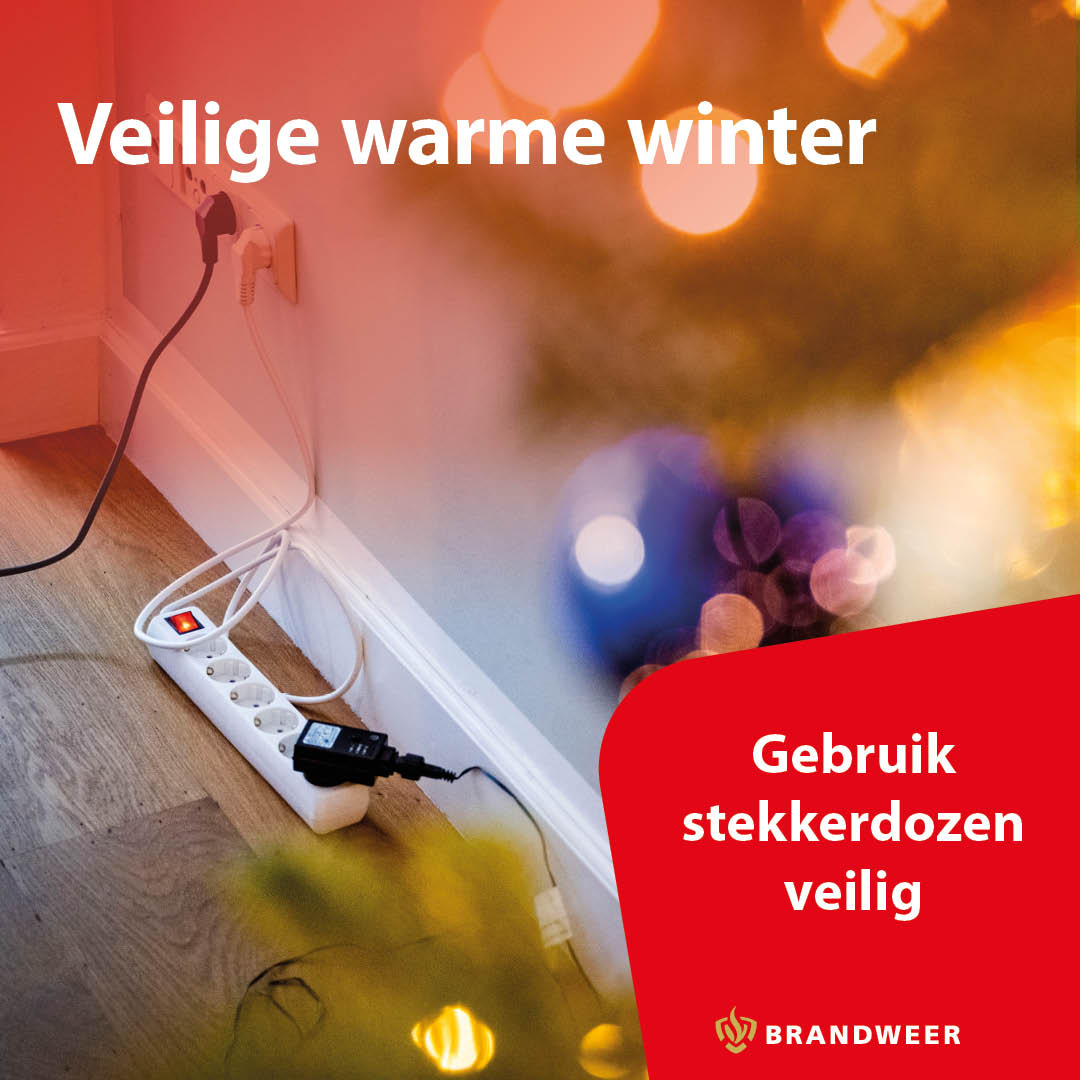 Veilige warme winter
Gebruik
stekkerdozen
veilig
BRANDWEER